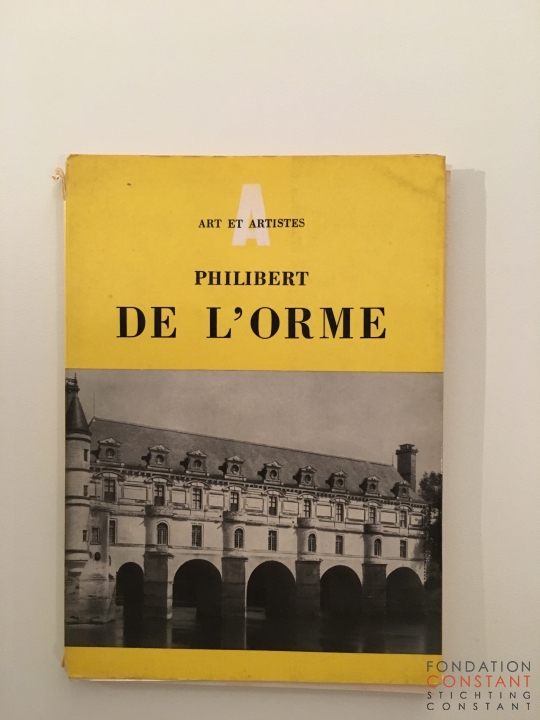 A
ART ET ARTISTES
PHILIBERT
DE L'ORME
FONDATION
CONSTANT
STICHTING
CONSTANT